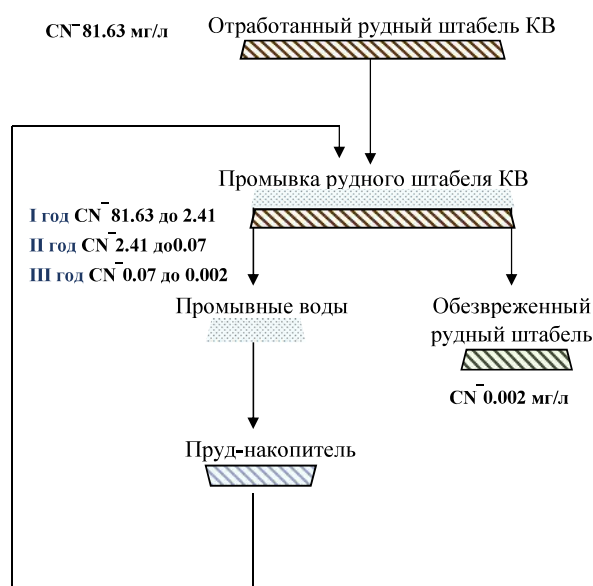 CN⁻ 81.63 мг/л
Отработанный рудный штабель КВ
Промывка рудного штабеля КВ
I год CN⁻ 81.63 до 2.41
II год CN⁻ 2.41 до0.07
III год CN⁻ 0.07 до 0.002
Промывные воды
Обезвреженный
рудный штабель
CN⁻ 0.002 мг/л
Пруд-накопитель